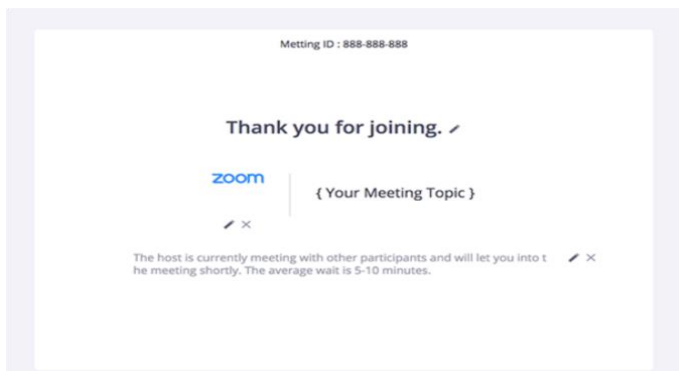 Metting ID : 888-888-888
Thank you for joining.
zoom
{ Your Meeting Topic }
The host is currently meeting with other participants and will let you into t
he meeting shortly. The average wait is 5-10 minutes.